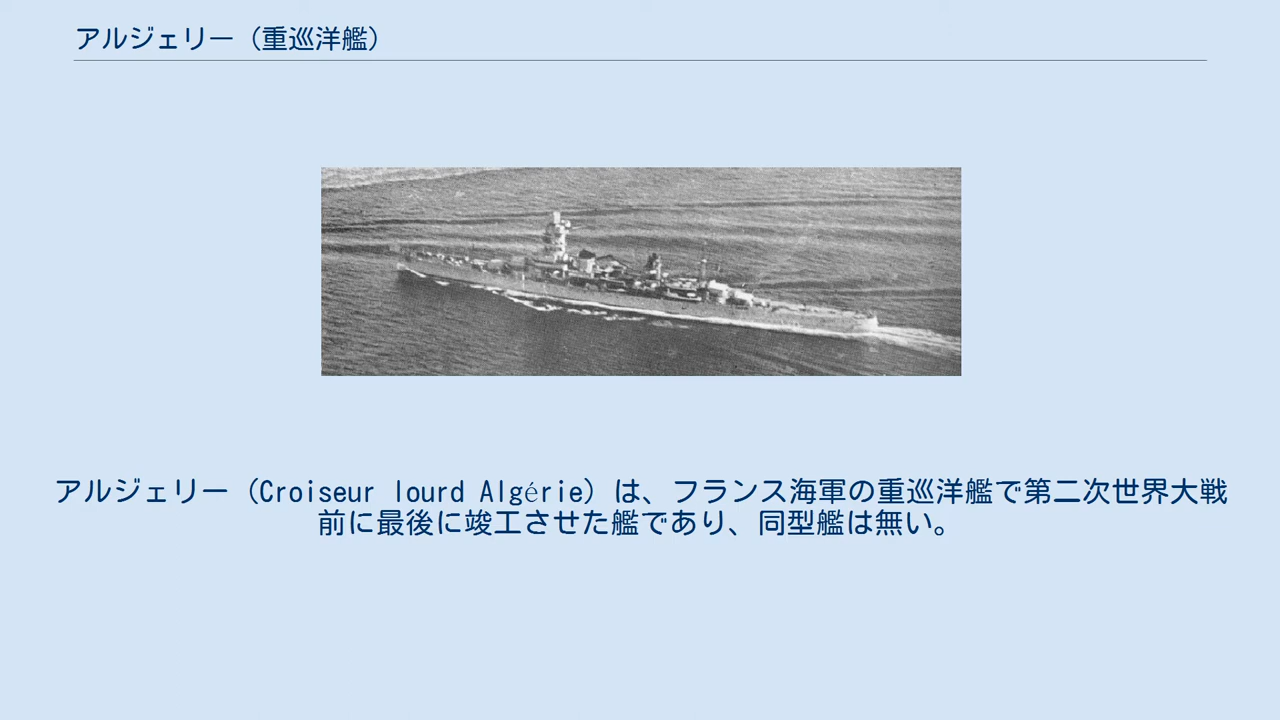 アルジェリー（重巡洋艦）
アルジェリー（Croiseur lourd Algérie）は、フランス海軍の重巡洋艦で第二次世界大戦
前に最後に竣工させた艦であり、同型艦は無い。